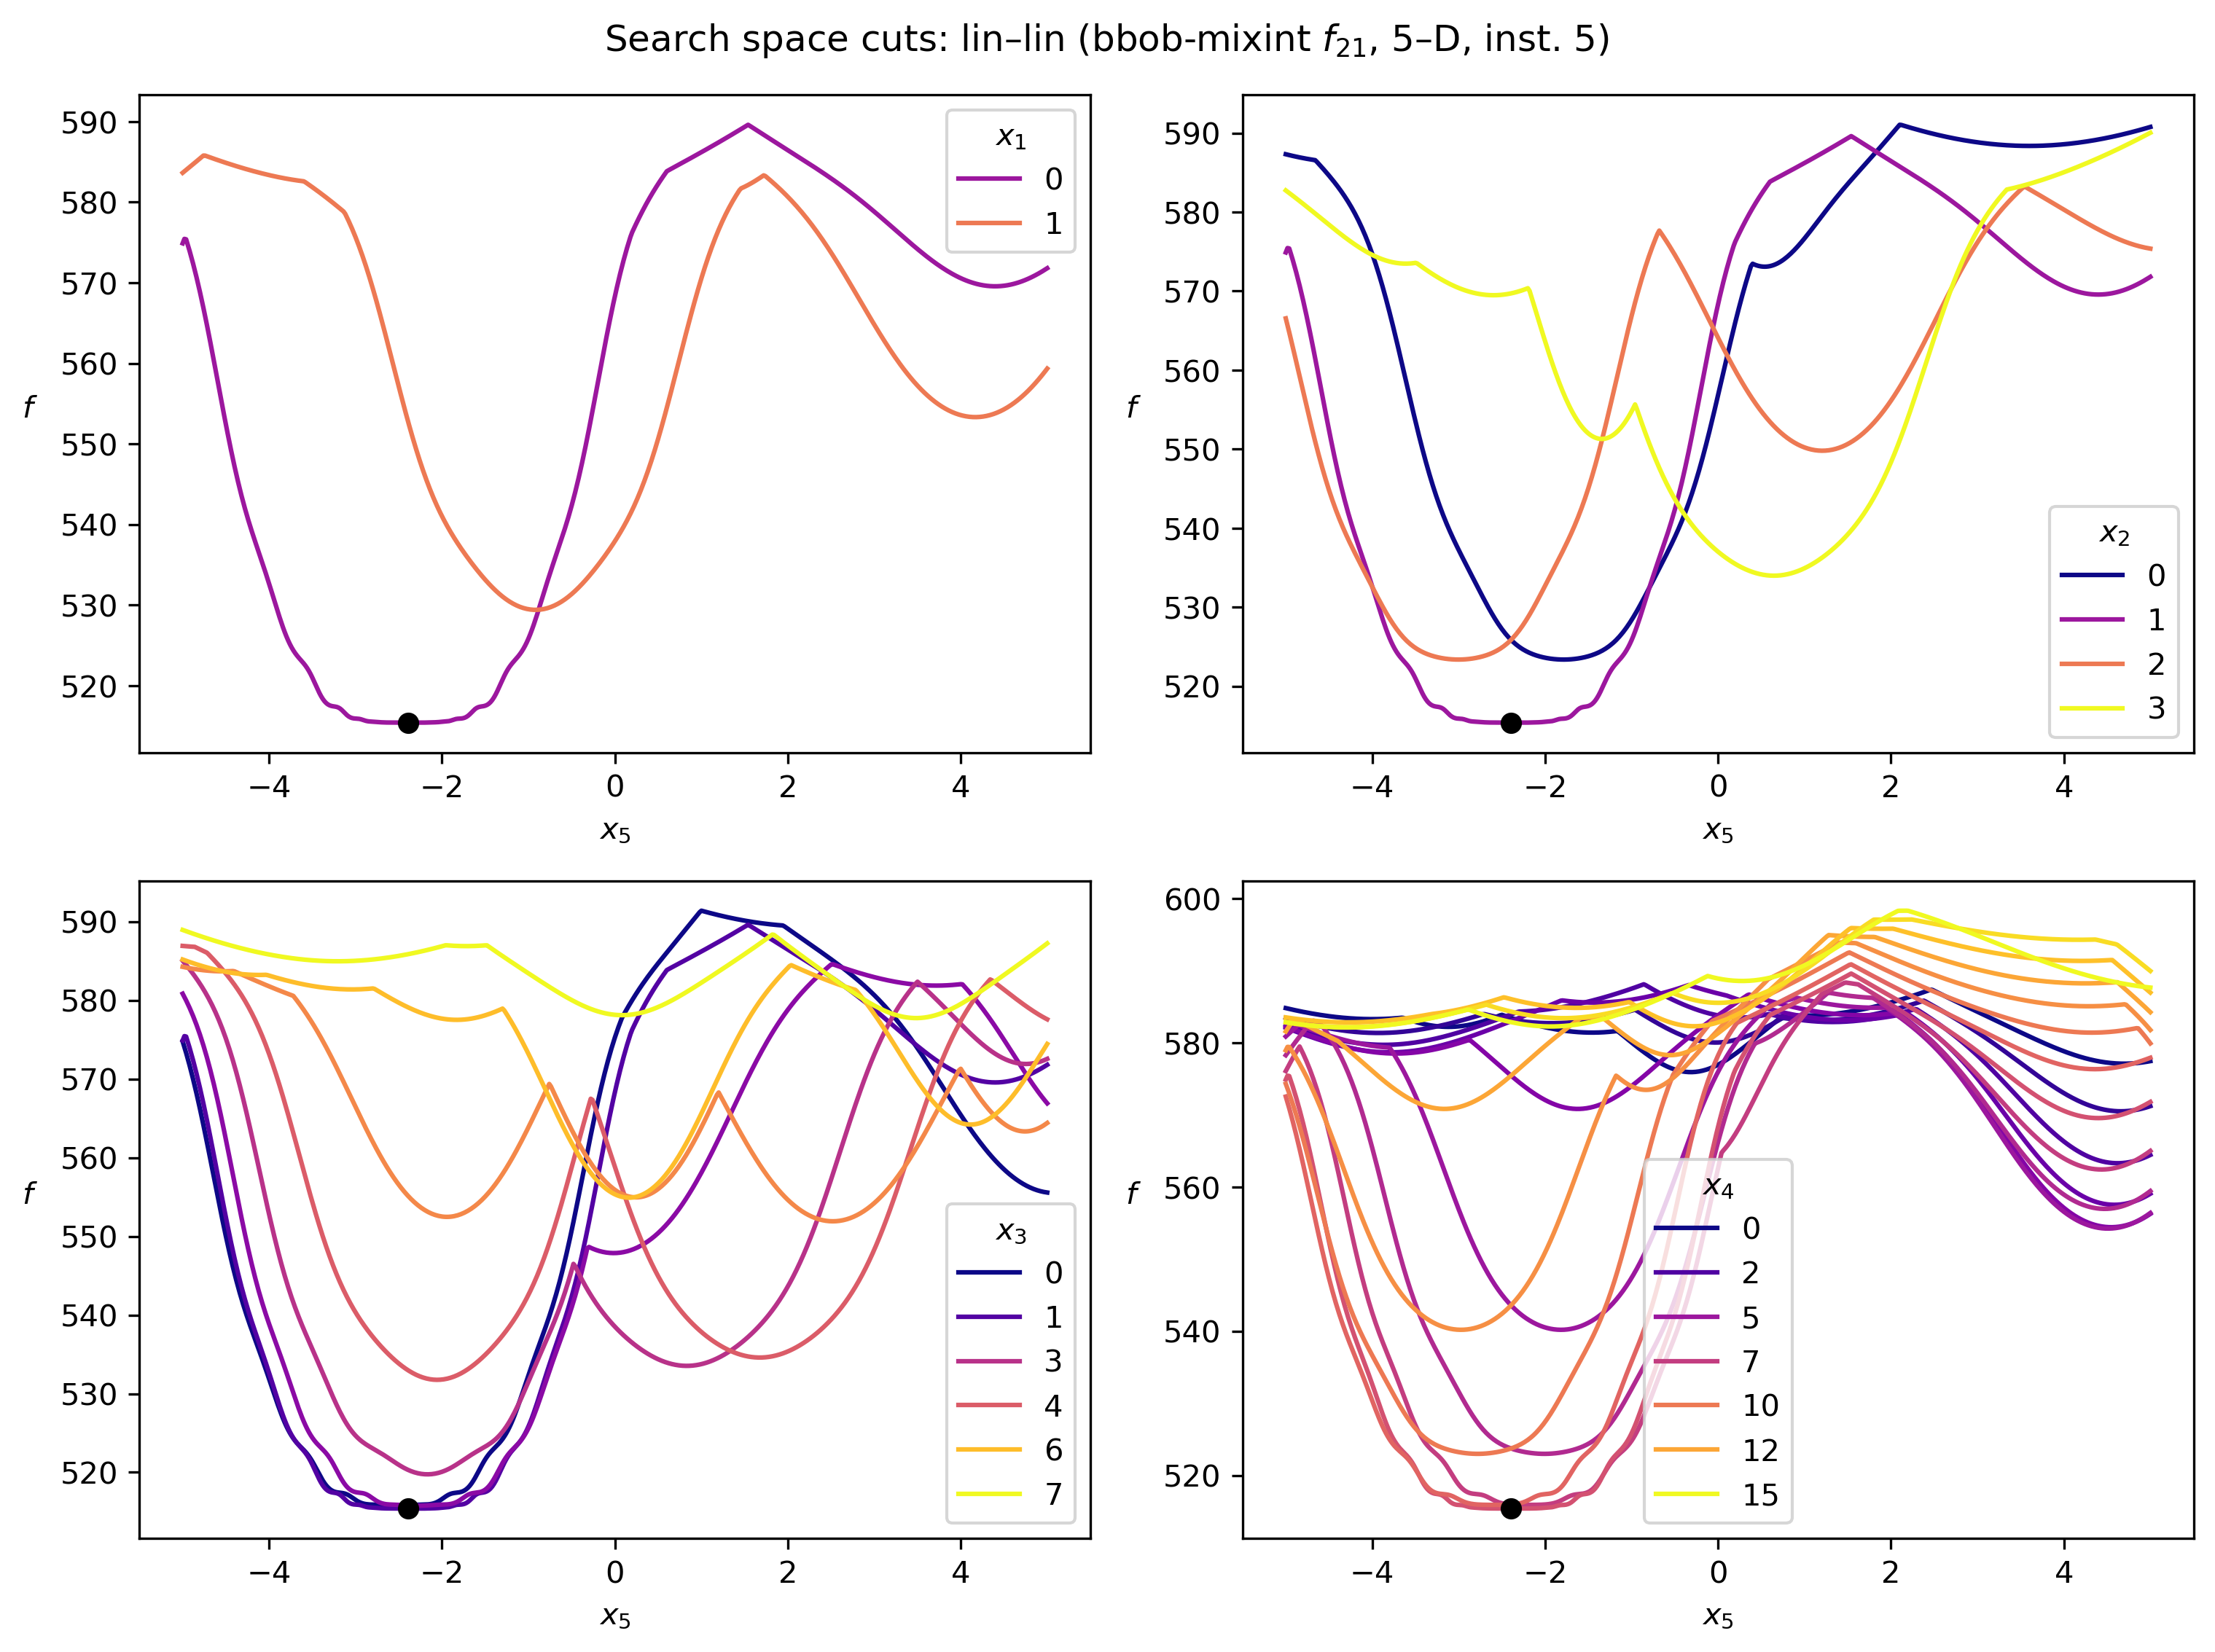 Search space cuts: lin–lin (bbob-mixint f₂₁, 5–D, inst. 5)
590
580
570
560
550
540
530
520
f
−4 −2 0 2 4
x₅
x₁
0
1
590
580
570
560
550
540
530
520
f
−4 −2 0 2 4
x₅
x₂
0
1
2
3
590
580
570
560
550
540
530
520
f
−4 −2 0 2 4
x₅
x₃
0
1
3
4
6
7
600
580
560
540
520
f
−4 −2 0 2 4
x₅
x₄
0
2
5
7
10
12
15